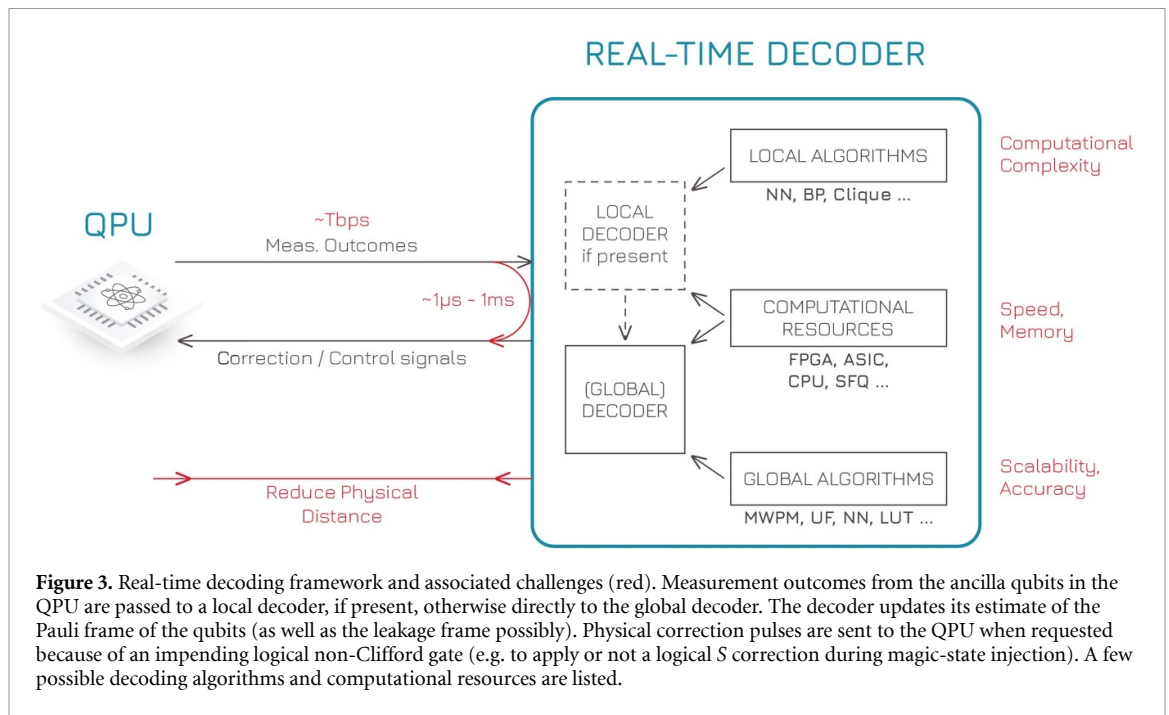 REAL-TIME DECODER
QPU
~Tbps
Meas. Outcomes
~1µs - 1ms
Correction / Control signals
Reduce Physical
Distance
LOCAL
DECODER
if present
(GLOBAL)
DECODER
LOCAL ALGORITHMS
NN, BP, Clique ...
COMPUTATIONAL
RESOURCES
FPGA, ASIC,
CPU, SFQ ...
GLOBAL ALGORITHMS
MWPM, UF, NN, LUT ...
Computational
Complexity
Speed,
Memory
Scalability,
Accuracy
Figure 3. Real-time decoding framework and associated challenges (red). Measurement outcomes from the ancilla qubits in the
QPU are passed to a local decoder, if present, otherwise directly to the global decoder. The decoder updates its estimate of the
Pauli frame of the qubits (as well as the leakage frame possibly). Physical correction pulses are sent to the QPU when requested
because of an impending logical non-Clifford gate (e.g. to apply or not a logical S correction during magic-state injection). A few
possible decoding algorithms and computational resources are listed.